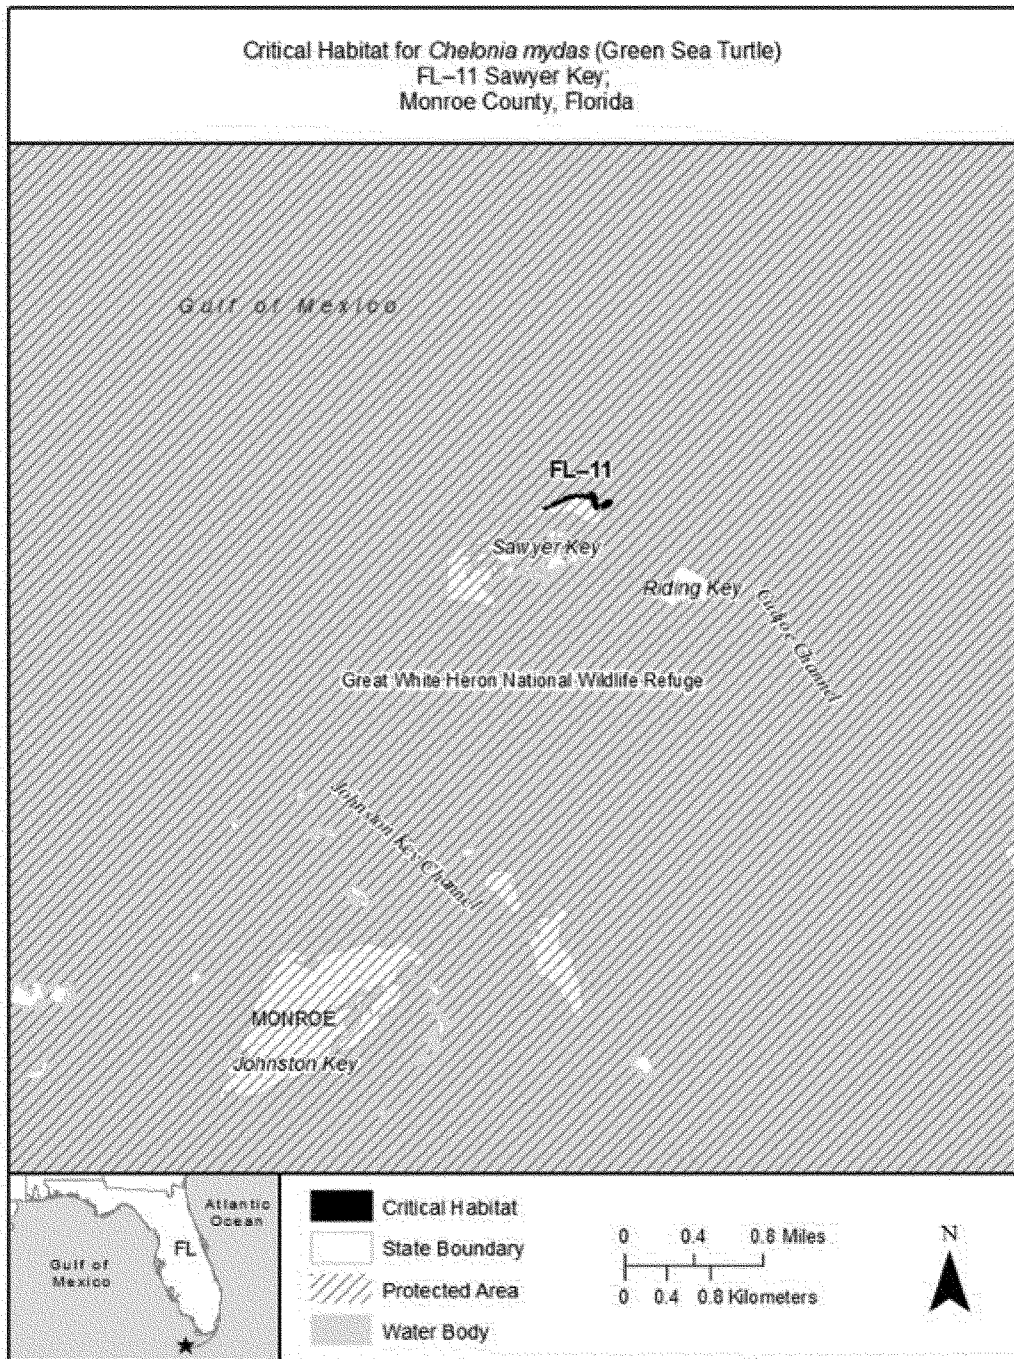 Critical Habitat for Chelonia mydas (Green Sea Turtle)
FL–11 Sawyer Key;
Monroe County, Florida
Gulf of Mexico
FL–11
Sawyer Key
Riding Key
Cudjoe Channel
Great White Heron National Wildlife Refuge
Johnston Key Channel
MONROE
Johnston Key
Atlantic
Ocean
FL
Gulf of
Mexico
Critical Habitat
State Boundary
Protected Area
Water Body
0 0.4 0.8 Miles
0 0.4 0.8 Kilometers
N